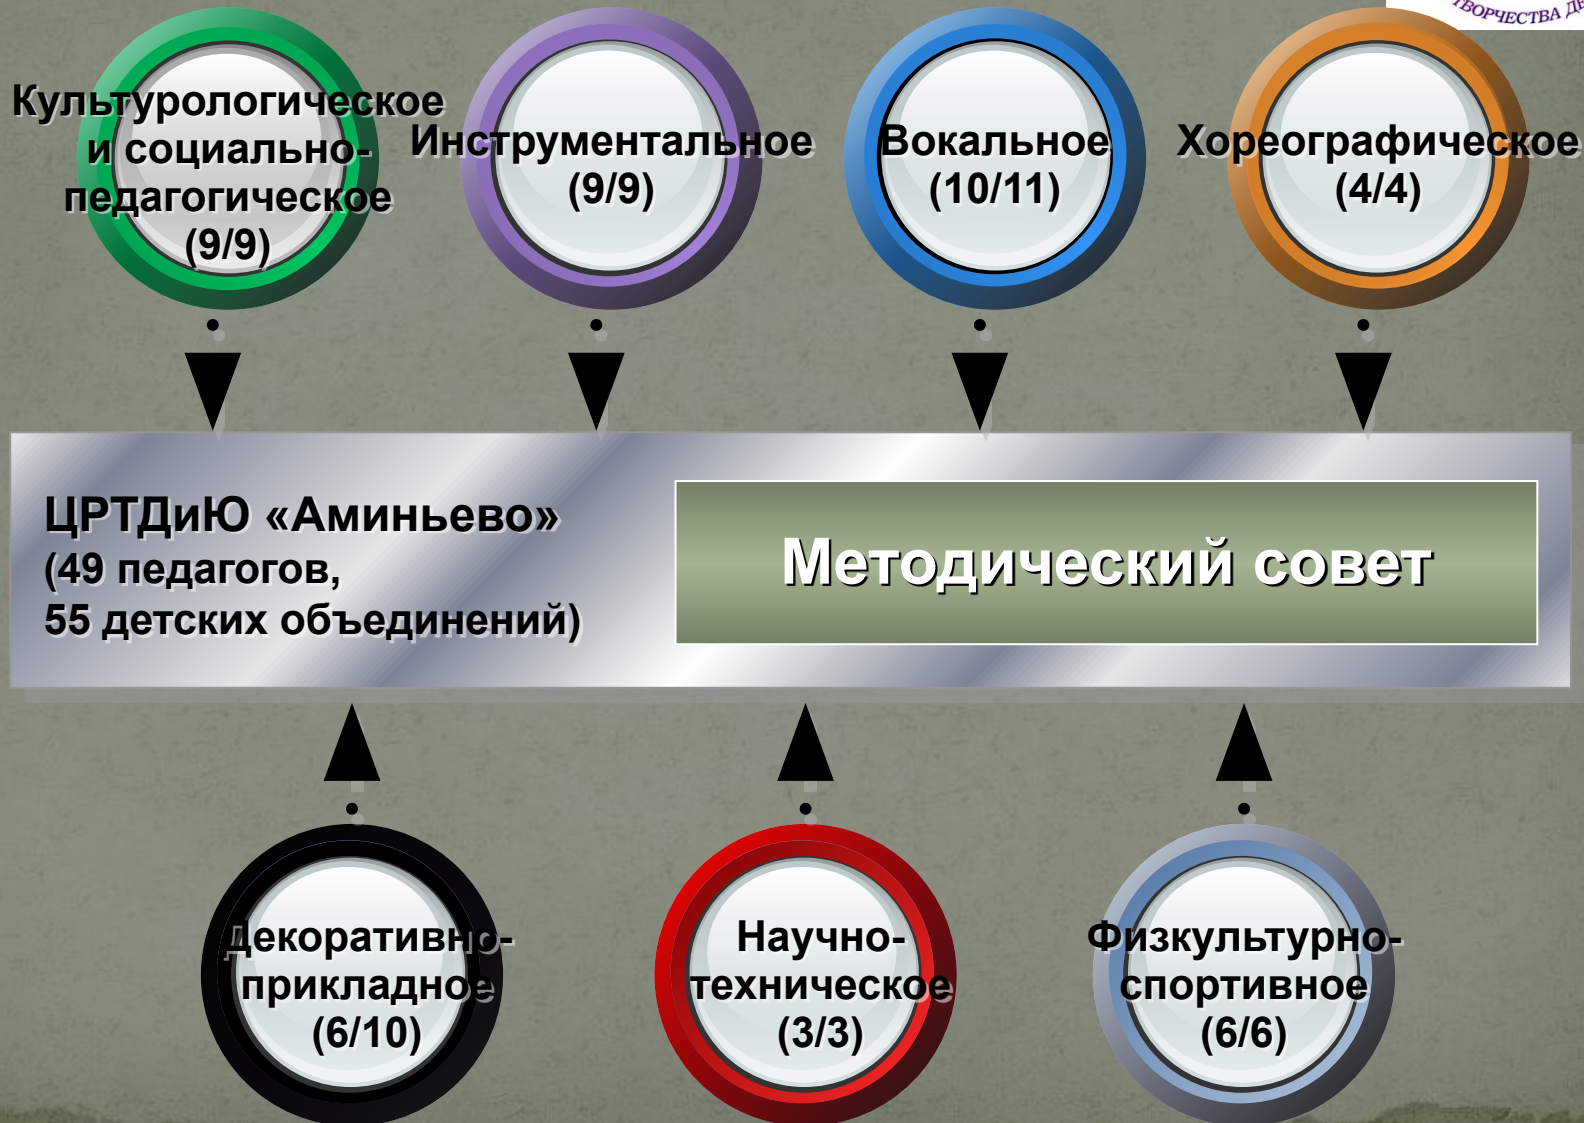 ТВОРЧЕСТВА
Культурологическое
и социально-
педагогическое
(9/9)
Инструментальное
(9/9)
Вокальное
(10/11)
Хореографическое
(4/4)
ЦРТДиЮ «Аминьево»
(49 педагогов,
55 детских объединений)
Методический совет
Декоративно-
прикладное
(6/10)
Научно-
техническое
(3/3)
Физкультурно-
спортивное
(6/6)